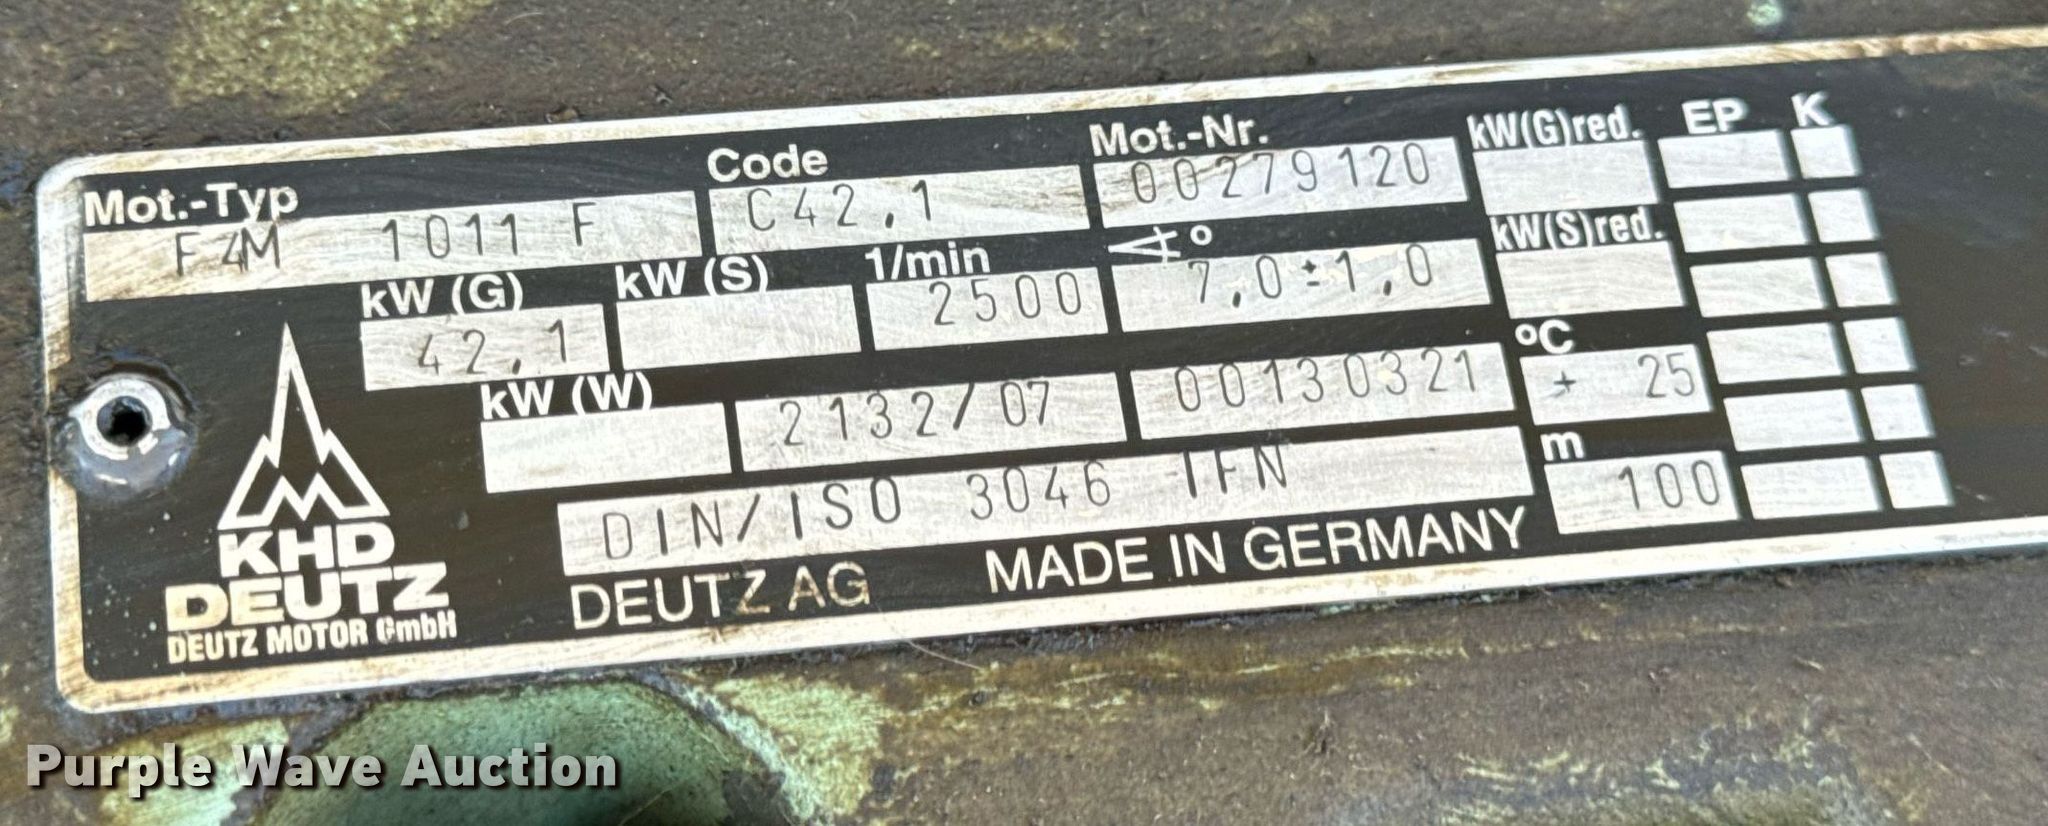 Mot.-Typ Code Mot.-Nr. kW(G)red. EP K
F 4M 1011 F C42,1 00279120
kW (G) kW (S) 1/min ∢° kW(S)red.
42,1 2500 7,0±1,0
kW (W) °C
2132/07 00130321 + 25
m
DIN/ISO 3046 IFN 100
KHD
DEUTZ
DEUTZ MOTOR GmbH
DEUTZ AG MADE IN GERMANY
Purple Wave Auction